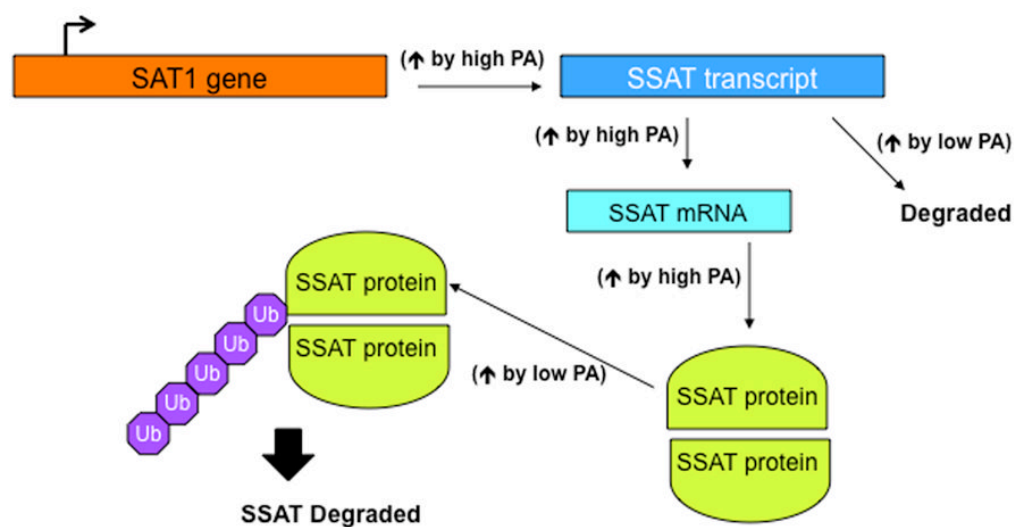 (↑ by high PA)
SAT1 gene
SSAT transcript
(↑ by high PA)
(↑ by low PA)
SSAT mRNA
Degraded
(↑ by high PA)
SSAT protein
SSAT protein
Ub
Ub
Ub
Ub
Ub
(↑ by low PA)
SSAT protein
SSAT protein
SSAT Degraded